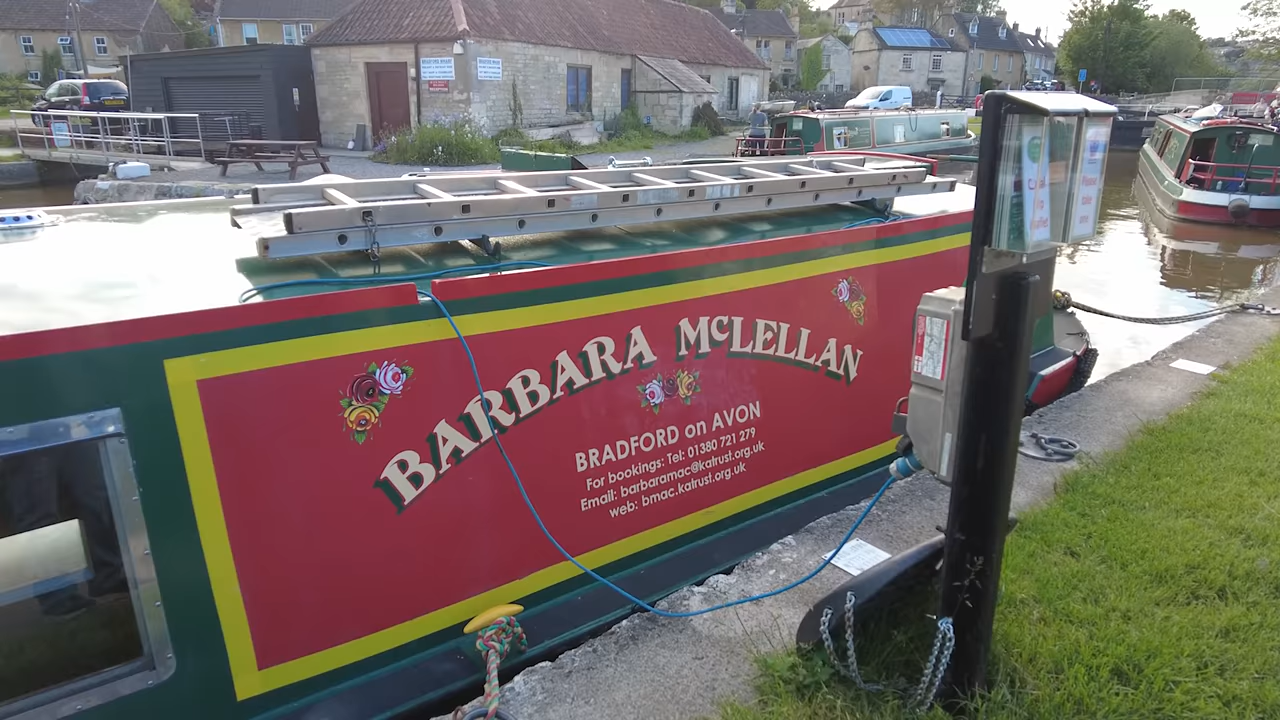 BARBARA McLELLAN
BRADFORD on AVON
For bookings: Tel: 01380 721 279
Email: barbaramac@katrust.org.uk
web: bmac.katrust.org.uk